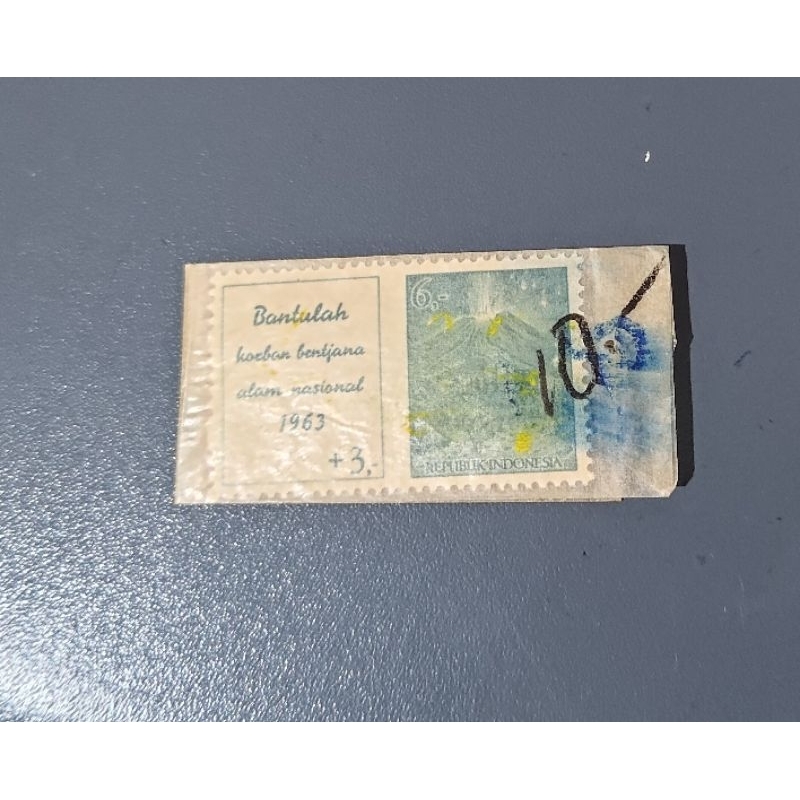 Bantulah
korban bentjana
alam nasional
1963
+3,-
6,-
REPUBLIK INDONESIA
10